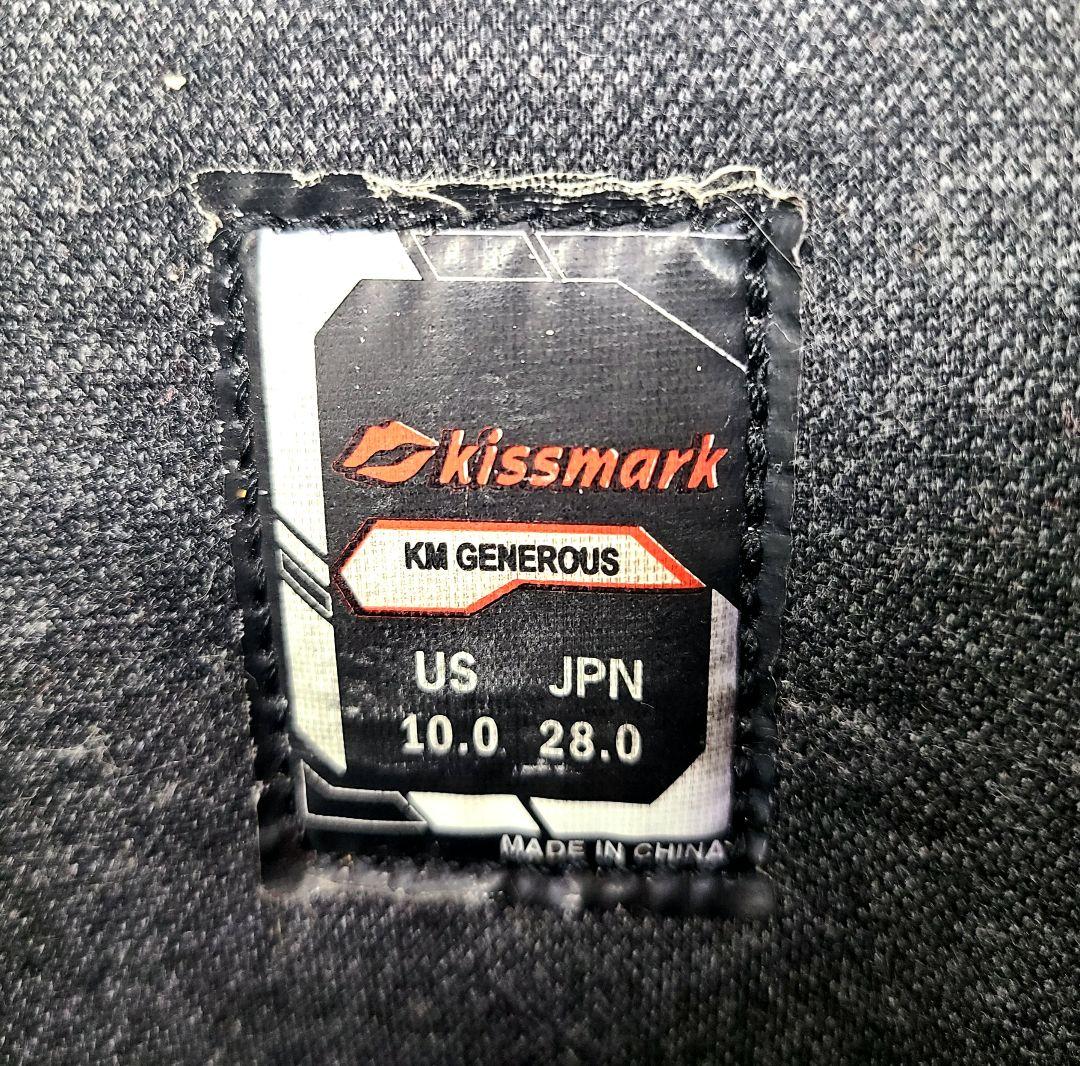 kissmark
KM GENEROUS
US JPN
10.0 28.0
MADE IN CHINA